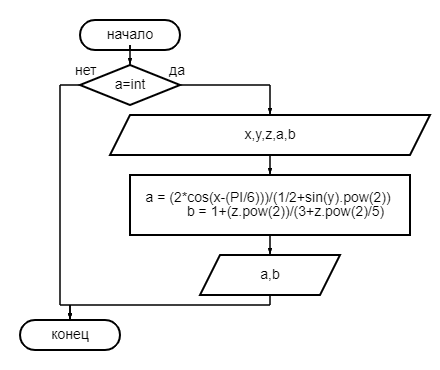 начало
нет
да
a=int
x,y,z,a,b
a = (2*cos(x-(PI/6)))/(1/2+sin(y).pow(2))
b = 1+(z.pow(2))/(3+z.pow(2)/5)
a,b
конец